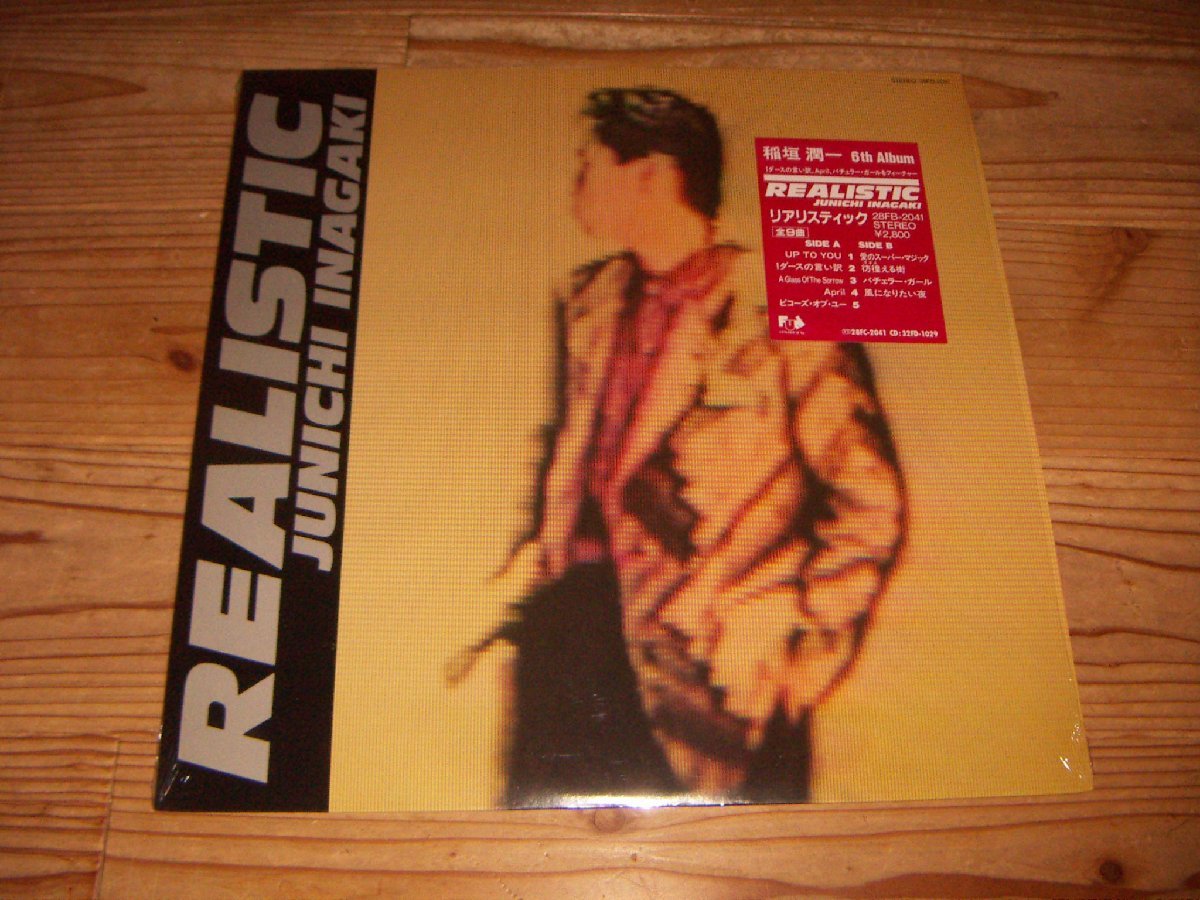 REALISTIC
JUNICHI INAGAKI
稲垣 潤一 6th Album
1ダースの言い訳、April、バチェラー・ガールをフィーチャー
REALISTIC
JUNICHI INAGAKI
リアリスティック 28FB-2041
STEREO
全9曲 ¥2,800
SIDE A SIDE B
UP TO YOU 1 愛のスーパー・マジック
1ダースの言い訳 2 彷徨える街
A Glass Of The Sorrow 3 バチェラー・ガール
April 4 風になりたい夜
ビコーズ・オブ・ユー 5
Fun
28FC-2041 CD:32FD-1029
STEREO